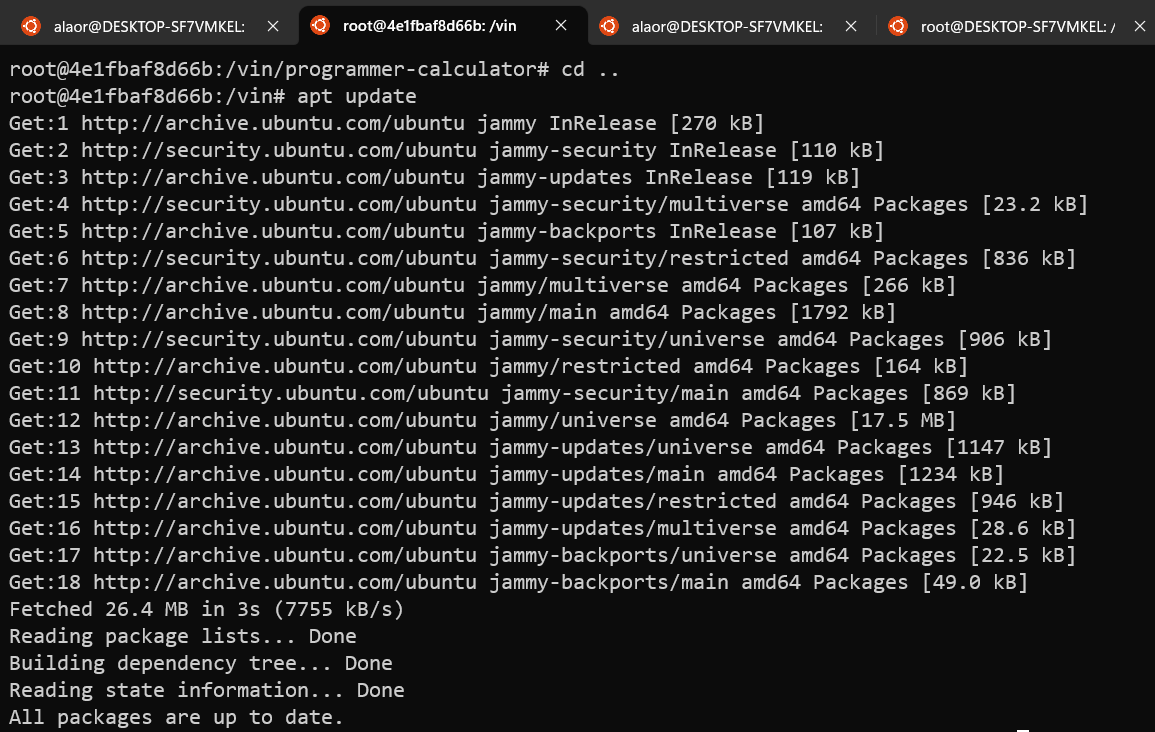 alaor@DESKTOP-SF7VMKEL:
root@4e1fbaf8d66b: /vin
alaor@DESKTOP-SF7VMKEL:
root@DESKTOP-SF7VMKEL: /
root@4e1fbaf8d66b:/vin/programmer-calculator# cd ..
root@4e1fbaf8d66b:/vin# apt update
Get:1 http://archive.ubuntu.com/ubuntu jammy InRelease [270 kB]
Get:2 http://security.ubuntu.com/ubuntu jammy-security InRelease [110 kB]
Get:3 http://archive.ubuntu.com/ubuntu jammy-updates InRelease [119 kB]
Get:4 http://security.ubuntu.com/ubuntu jammy-security/multiverse amd64 Packages [23.2 kB]
Get:5 http://archive.ubuntu.com/ubuntu jammy-backports InRelease [107 kB]
Get:6 http://security.ubuntu.com/ubuntu jammy-security/restricted amd64 Packages [836 kB]
Get:7 http://archive.ubuntu.com/ubuntu jammy/multiverse amd64 Packages [266 kB]
Get:8 http://archive.ubuntu.com/ubuntu jammy/main amd64 Packages [1792 kB]
Get:9 http://security.ubuntu.com/ubuntu jammy-security/universe amd64 Packages [906 kB]
Get:10 http://archive.ubuntu.com/ubuntu jammy/restricted amd64 Packages [164 kB]
Get:11 http://security.ubuntu.com/ubuntu jammy-security/main amd64 Packages [869 kB]
Get:12 http://archive.ubuntu.com/ubuntu jammy/universe amd64 Packages [17.5 MB]
Get:13 http://archive.ubuntu.com/ubuntu jammy-updates/universe amd64 Packages [1147 kB]
Get:14 http://archive.ubuntu.com/ubuntu jammy-updates/main amd64 Packages [1234 kB]
Get:15 http://archive.ubuntu.com/ubuntu jammy-updates/restricted amd64 Packages [946 kB]
Get:16 http://archive.ubuntu.com/ubuntu jammy-updates/multiverse amd64 Packages [28.6 kB]
Get:17 http://archive.ubuntu.com/ubuntu jammy-backports/universe amd64 Packages [22.5 kB]
Get:18 http://archive.ubuntu.com/ubuntu jammy-backports/main amd64 Packages [49.0 kB]
Fetched 26.4 MB in 3s (7755 kB/s)
Reading package lists... Done
Building dependency tree... Done
Reading state information... Done
All packages are up to date.